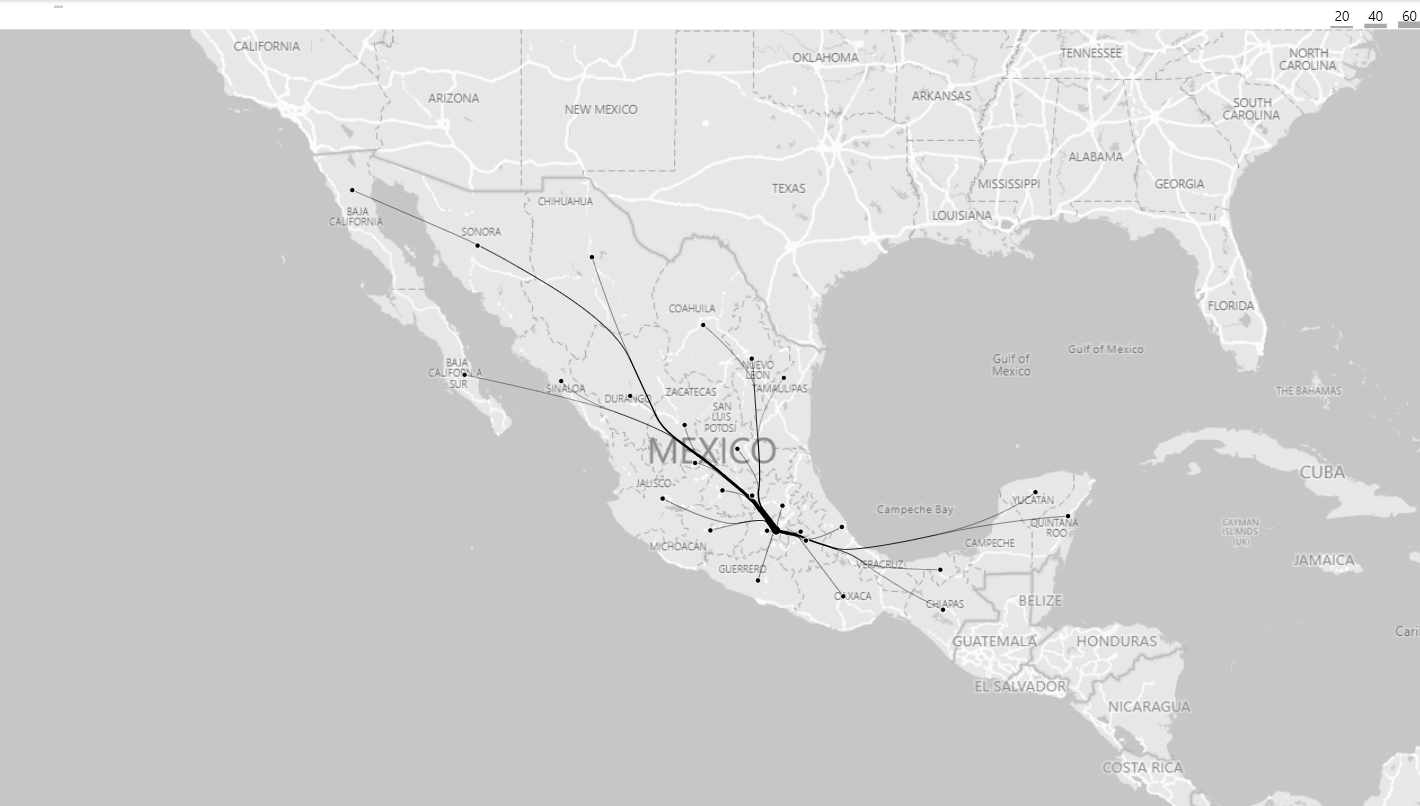 20 40 60
CALIFORNIA
ARIZONA
NEW MEXICO
OKLAHOMA
ARKANSAS
TENNESSEE
NORTH
CAROLINA
SOUTH
CAROLINA
TEXAS
MISSISSIPPI
ALABAMA
GEORGIA
LOUISIANA
FLORIDA
BAJA
CALIFORNIA
SONORA
CHIHUAHUA
COAHUILA
NUEVO
LEÓN
TAMAULIPAS
BAJA
CALIFORNIA
SUR
SINALOA
DURANGO
ZACATECAS
SAN
LUIS
POTOSÍ
MEXICO
JALISCO
MICHOACÁN
GUERRERO
OAXACA
VERACRUZ
CHIAPAS
CAMPECHE
YUCATÁN
QUINTANA
ROO
Campeche Bay
Gulf of
Mexico
Gulf of Mexico
THE BAHAMAS
CUBA
CAYMAN
ISLANDS
(UK)
JAMAICA
Cari
BELIZE
GUATEMALA
HONDURAS
EL SALVADOR
NICARAGUA
COSTA RICA